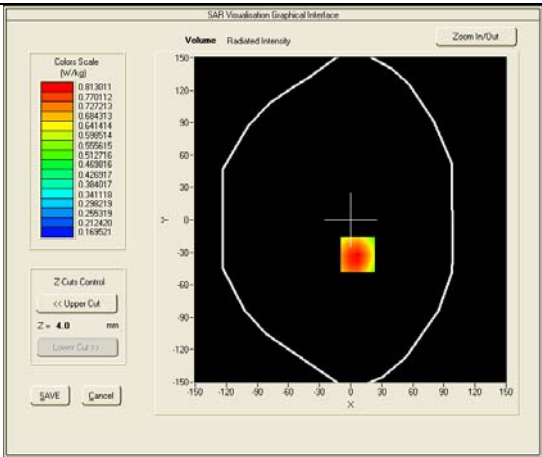 SAR Visualisation Graphical Interface
Volume Radiated Intensity
Zoom In/Out
Colors Scale
(W/kg)
0.813011
0.770112
0.727213
0.684313
0.641414
0.598514
0.555615
0.512716
0.469816
0.426917
0.384017
0.341118
0.298219
0.255319
0.212420
0.169521
Z Cuts Control
<< Upper Cut
Z = 4.0 mm
Lower Cut >>
SAVE Cancel
150
120
90
60
30
0
-30
-60
-90
-120
-150
Y
-150 -120 -90 -60 -30 0 30 60 90 120 150
X